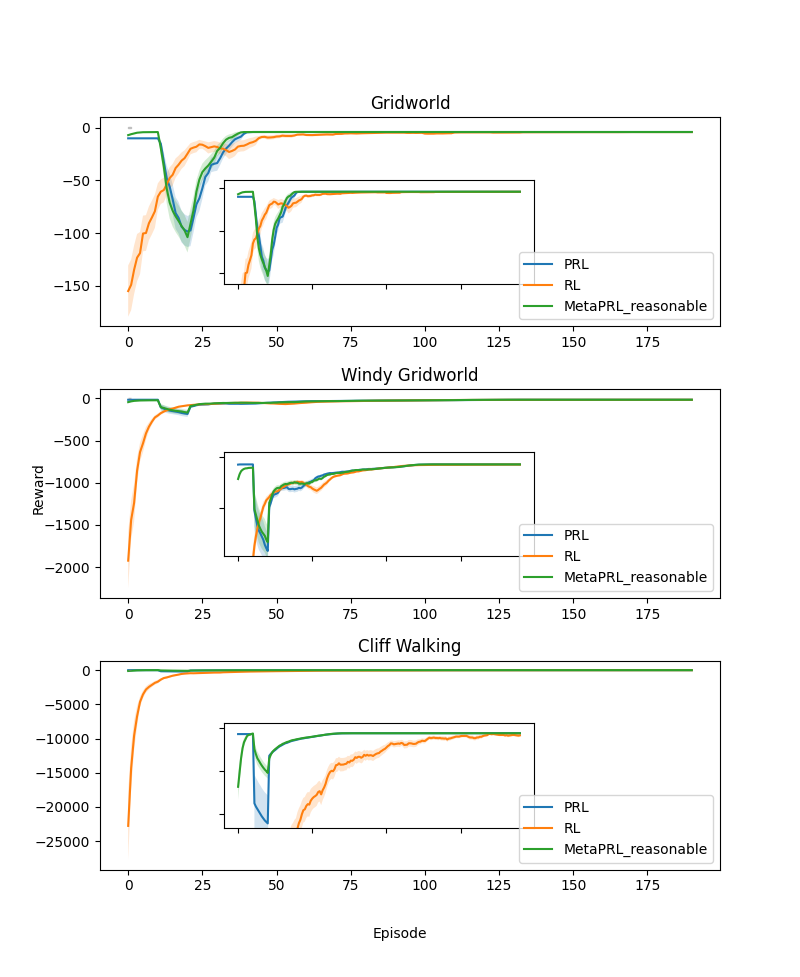 Gridworld
0
−50
−100
−150
PRL
RL
MetaPRL_reasonable
0 25 50 75 100 125 150 175
Windy Gridworld
0
−500
−1000
−1500
−2000
Reward
PRL
RL
MetaPRL_reasonable
0 25 50 75 100 125 150 175
Cliff Walking
0
−5000
−10000
−15000
−20000
−25000
PRL
RL
MetaPRL_reasonable
0 25 50 75 100 125 150 175
Episode